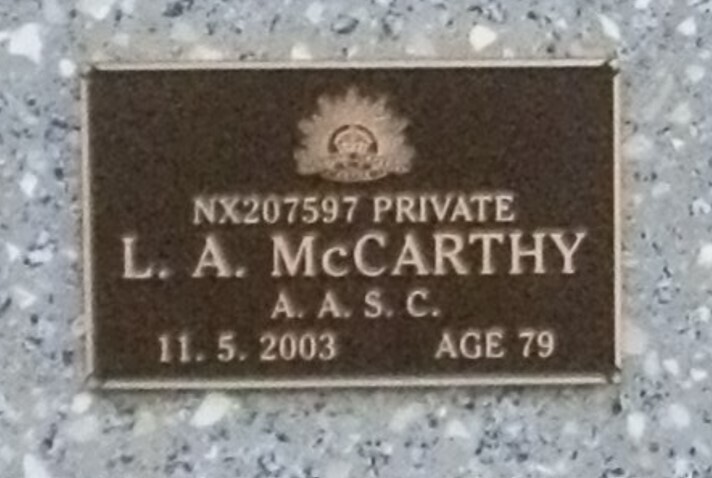 NX207597 PRIVATE
L. A. McCARTHY
A. A. S. C.
11. 5. 2003 AGE 79